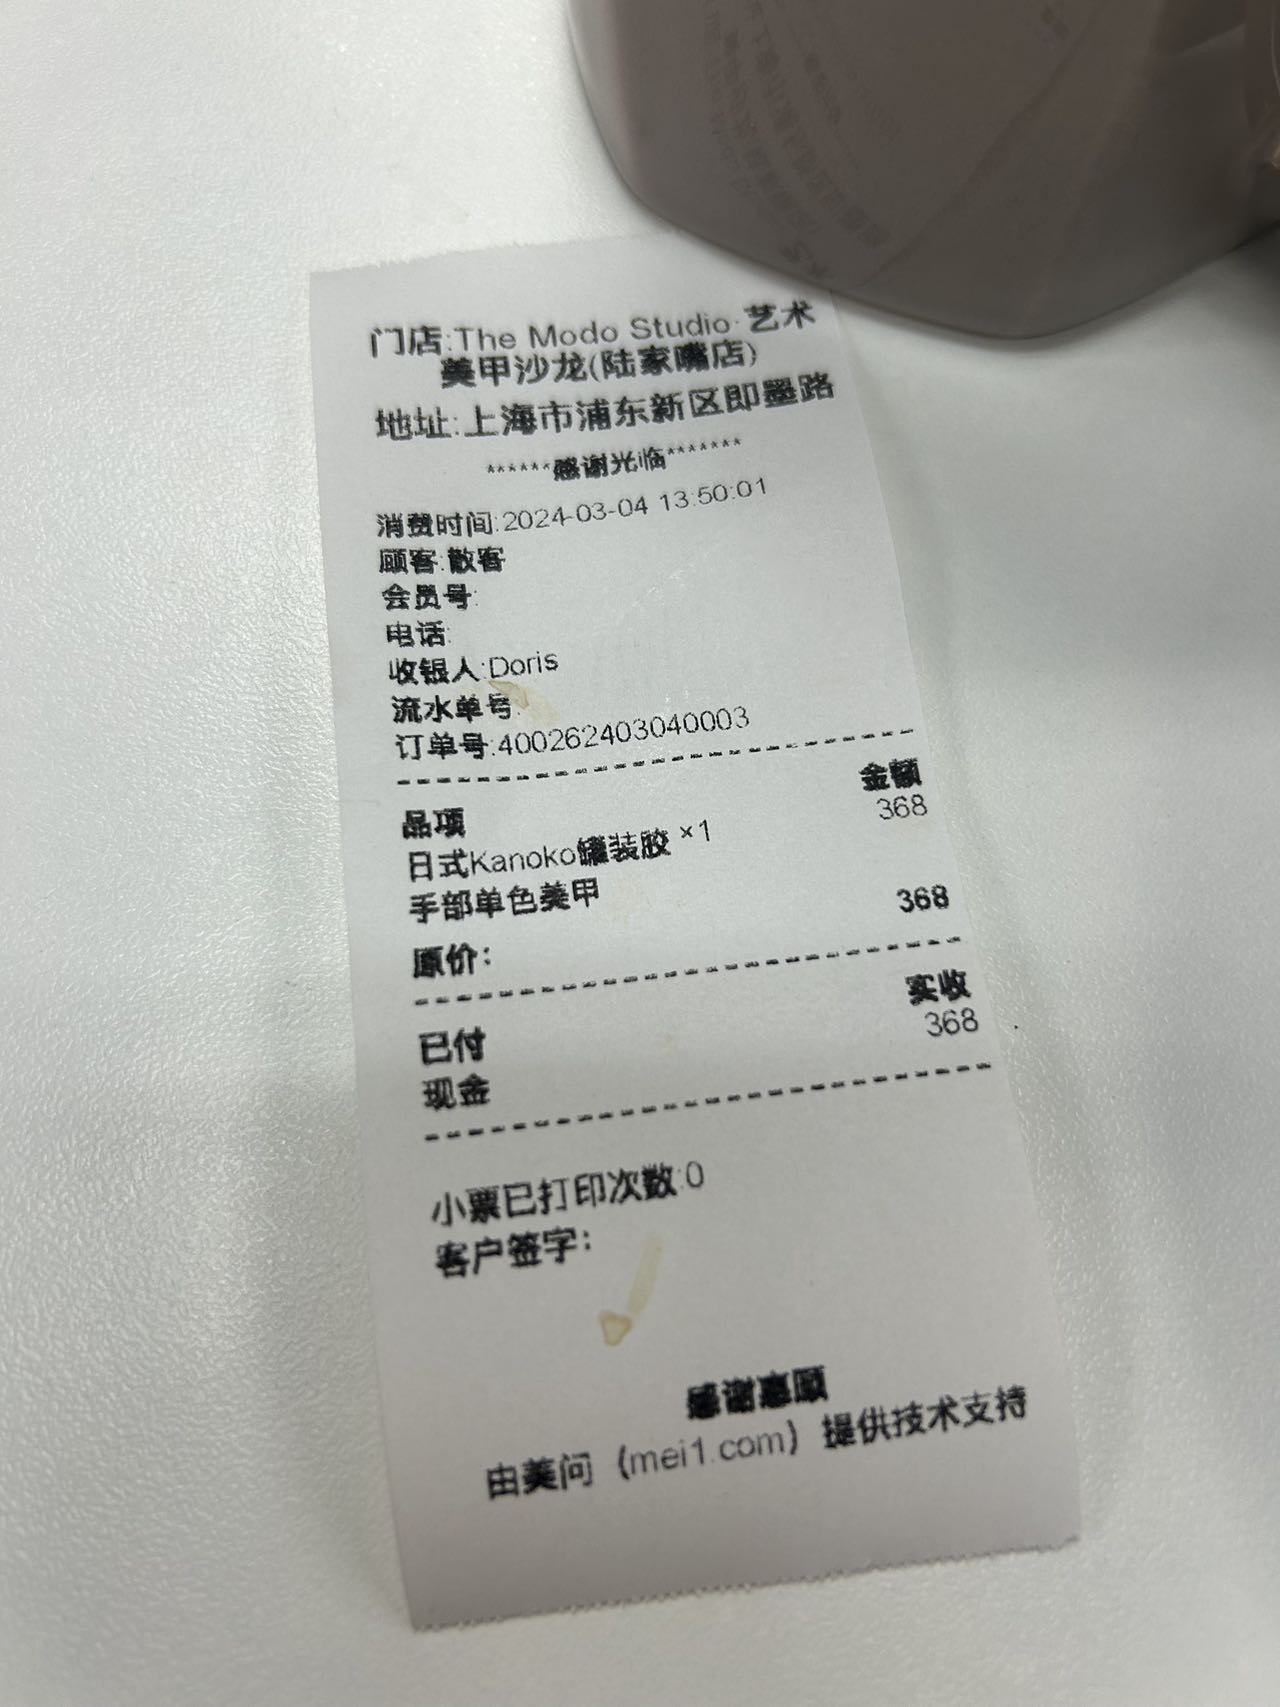 门店:The Modo Studio·艺术
美甲沙龙(陆家嘴店)
地址:上海市浦东新区即墨路
******感谢光临*******
消费时间:2024-03-04 13:50:01
顾客:散客
会员号:
电话:
收银人:Doris
流水单号:
订单号:400262403040003
品项 金额
日式Kanoko罐装胶 ×1 368
手部单色美甲
原价： 368
已付 实收
现金 368
小票已打印次数:0
客户签字：
感谢惠顾
由美问（mei1.com）提供技术支持